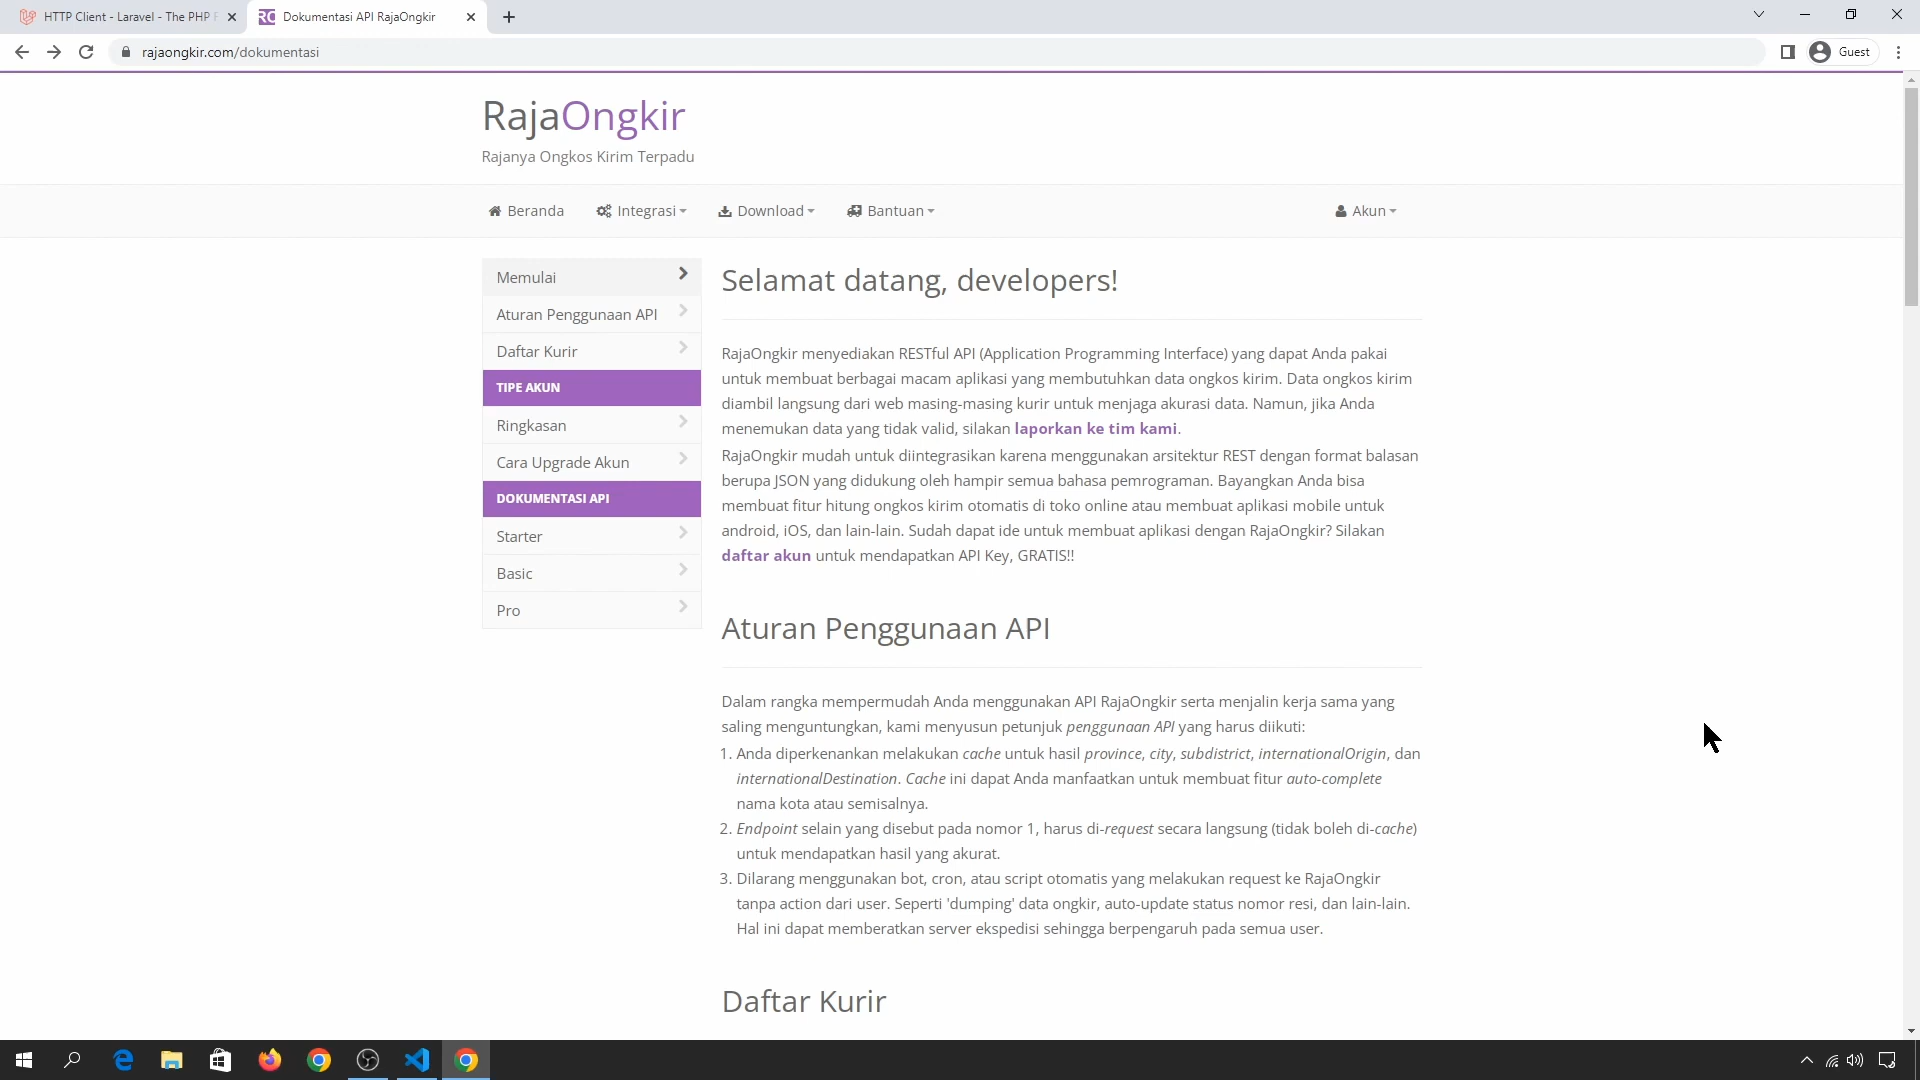 HTTP Client - Laravel - The PHP F
Dokumentasi API RajaOngkir
rajaongkir.com/dokumentasi
Guest
RajaOngkir
Rajanya Ongkos Kirim Terpadu
Beranda
Integrasi
Download
Bantuan
Akun
Memulai
Aturan Penggunaan API
Daftar Kurir
TIPE AKUN
Ringkasan
Cara Upgrade Akun
DOKUMENTASI API
Starter
Basic
Pro
Selamat datang, developers!
RajaOngkir menyediakan RESTful API (Application Programming Interface) yang dapat Anda pakai
untuk membuat berbagai macam aplikasi yang membutuhkan data ongkos kirim. Data ongkos kirim
diambil langsung dari web masing-masing kurir untuk menjaga akurasi data. Namun, jika Anda
menemukan data yang tidak valid, silakan laporkan ke tim kami.
RajaOngkir mudah untuk diintegrasikan karena menggunakan arsitektur REST dengan format balasan
berupa JSON yang didukung oleh hampir semua bahasa pemrograman. Bayangkan Anda bisa
membuat fitur hitung ongkos kirim otomatis di toko online atau membuat aplikasi mobile untuk
android, iOS, dan lain-lain. Sudah dapat ide untuk membuat aplikasi dengan RajaOngkir? Silakan
daftar akun untuk mendapatkan API Key, GRATIS!!
Aturan Penggunaan API
Dalam rangka mempermudah Anda menggunakan API RajaOngkir serta menjalin kerja sama yang
saling menguntungkan, kami menyusun petunjuk penggunaan API yang harus diikuti:
1. Anda diperkenankan melakukan cache untuk hasil province, city, subdistrict, internationalOrigin, dan
internationalDestination. Cache ini dapat Anda manfaatkan untuk membuat fitur auto-complete
nama kota atau semisalnya.
2. Endpoint selain yang disebut pada nomor 1, harus di-request secara langsung (tidak boleh di-cache)
untuk mendapatkan hasil yang akurat.
3. Dilarang menggunakan bot, cron, atau script otomatis yang melakukan request ke RajaOngkir
tanpa action dari user. Seperti 'dumping' data ongkir, auto-update status nomor resi, dan lain-lain.
Hal ini dapat memberatkan server ekspedisi sehingga berpengaruh pada semua user.
Daftar Kurir